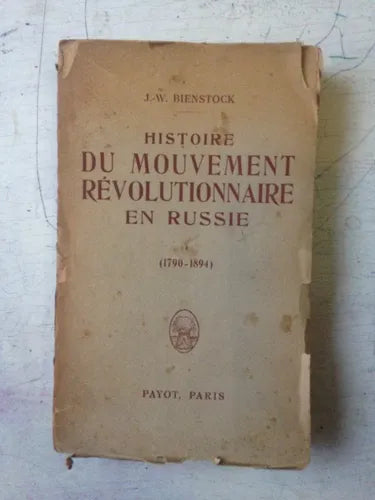 J.-W. BIENSTOCK
HISTOIRE
DU MOUVEMENT
RÉVOLUTIONNAIRE
EN RUSSIE
(1790-1894)
PAYOT, PARIS